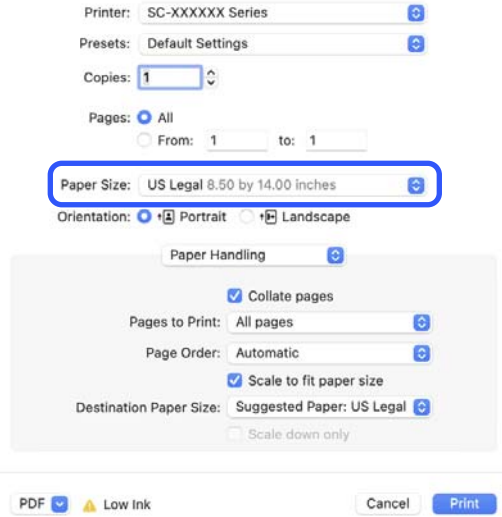 Printer: SC-XXXXXX Series
Presets: Default Settings
Copies: 1
Pages: All
From: 1 to: 1
Paper Size: US Legal 8.50 by 14.00 inches
Orientation: Portrait Landscape
Paper Handling
Collate pages
Pages to Print: All pages
Page Order: Automatic
Scale to fit paper size
Destination Paper Size: Suggested Paper: US Legal
Scale down only
PDF Low Ink Cancel Print